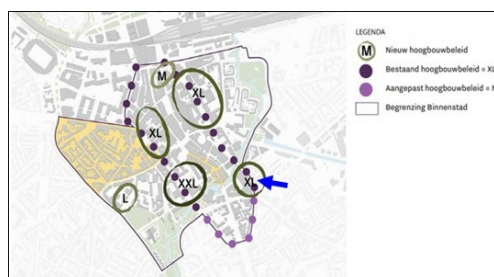 LEGENDA
M Nieuw hoogbouwbeleid
Bestaand hoogbouwbeleid = XL
Aangepast hoogbouwbeleid =
Begrenzing Binnenstad
M
XL
XL
XXL
XL
L